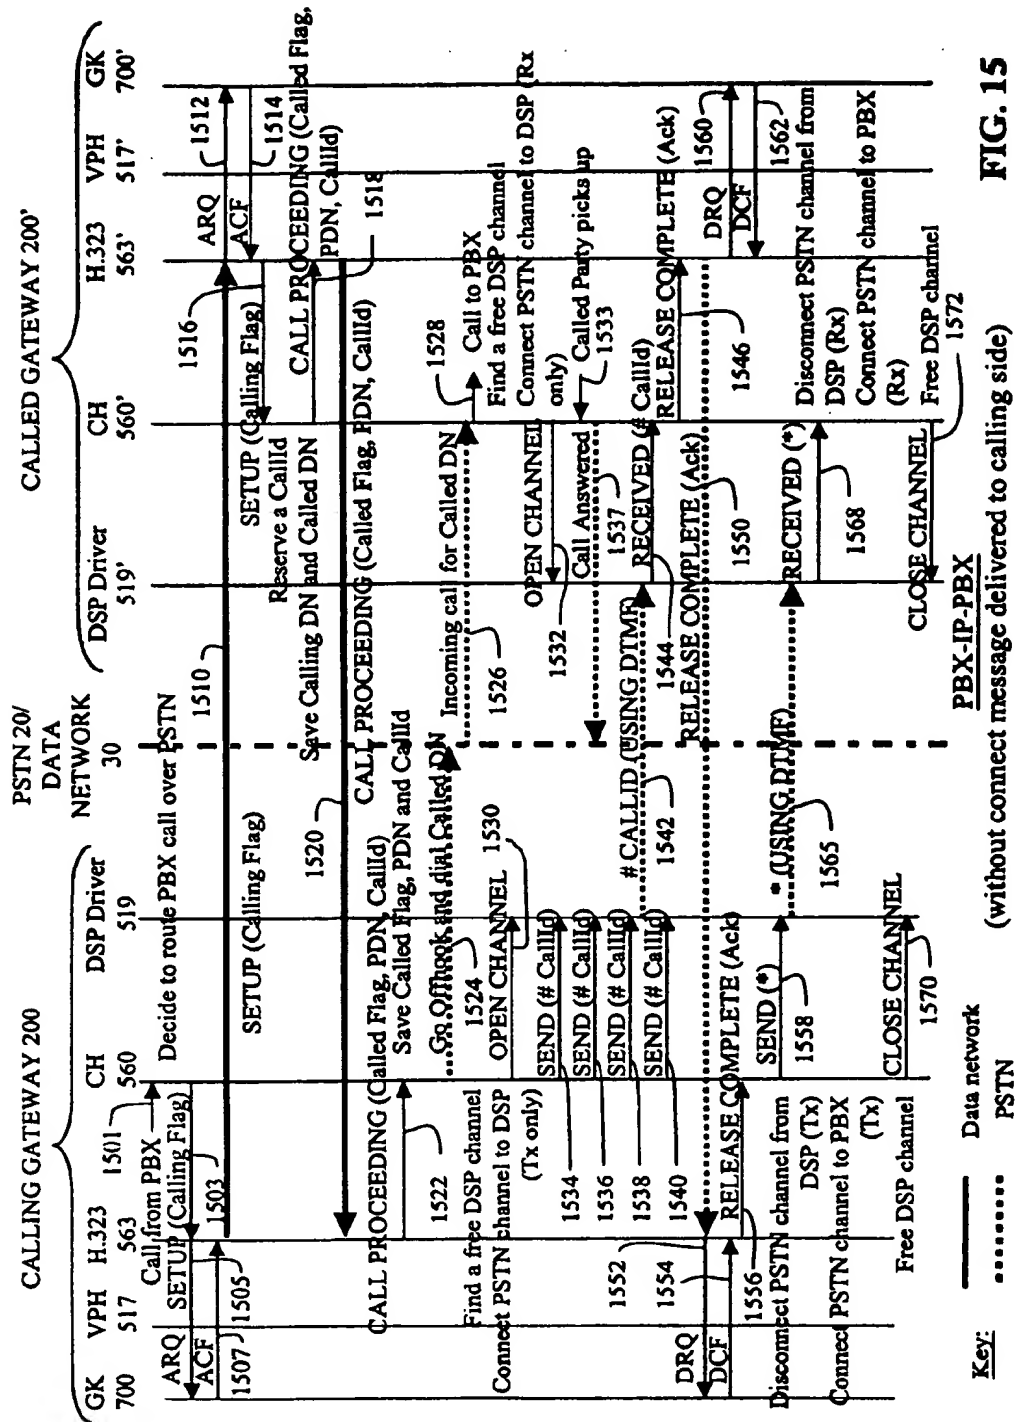 CALLING GATEWAY 200
PSTN 20/
DATA
NETWORK
30
CALLED GATEWAY 200'
GK
700
VPH
517
H.323
563
CH
560
DSP Driver
519
DSP Driver
519'
CH
560'
H.323
563'
VPH
517'
GK
700'
1501
Call from PBX
Decide to route PBX call over PSTN
SETUP (Calling Flag)
1503
ARQ
1505
ACF
1507
SETUP (Calling Flag)
1510
ARQ
1512
ACF
1514
1516
SETUP (Calling Flag)
Reserve a CallId
Save Calling DN and Called DN
CALL PROCEEDING (Called Flag,
PDN, CallId)
1518
1520
CALL PROCEEDING (Called Flag, PDN, CallId)
CALL PROCEEDING (Called Flag, PDN, CallId)
1522
Save Called Flag, PDN and CallId
Go Offhook and dial Called DN
1524
Incoming call for Called DN
1526
1528
Call to PBX
Find a free DSP channel
Connect PSTN channel to DSP
(Tx only)
OPEN CHANNEL
1530
Find a free DSP channel
Connect PSTN channel to DSP (Rx
only)
OPEN CHANNEL
1532
Called Party picks up
1533
Call Answered
1537
SEND (# CallId)
1534
SEND (# CallId)
1536
SEND (# CallId)
1538
SEND (# CallId)
1540
# CALLID (USING DTMF)
1542
RECEIVED (# CallId)
1544
RELEASE COMPLETE (Ack)
1546
RELEASE COMPLETE (Ack)
1550
DRQ
1552
DCF
1554
RELEASE COMPLETE (Ack)
1556
DRQ
1560
DCF
1562
SEND (*)
1558
* (USING DTMF)
1565
RECEIVED (*)
1568
Disconnect PSTN channel from
DSP (Tx)
Connect PSTN channel to PBX
(Tx)
Free DSP channel
CLOSE CHANNEL
1570
Disconnect PSTN channel from
DSP (Rx)
Connect PSTN channel to PBX
(Rx)
Free DSP channel
CLOSE CHANNEL
1572
Key:
Data network
PSTN
PBX-IP-PBX
(without connect message delivered to calling side)
FIG. 15